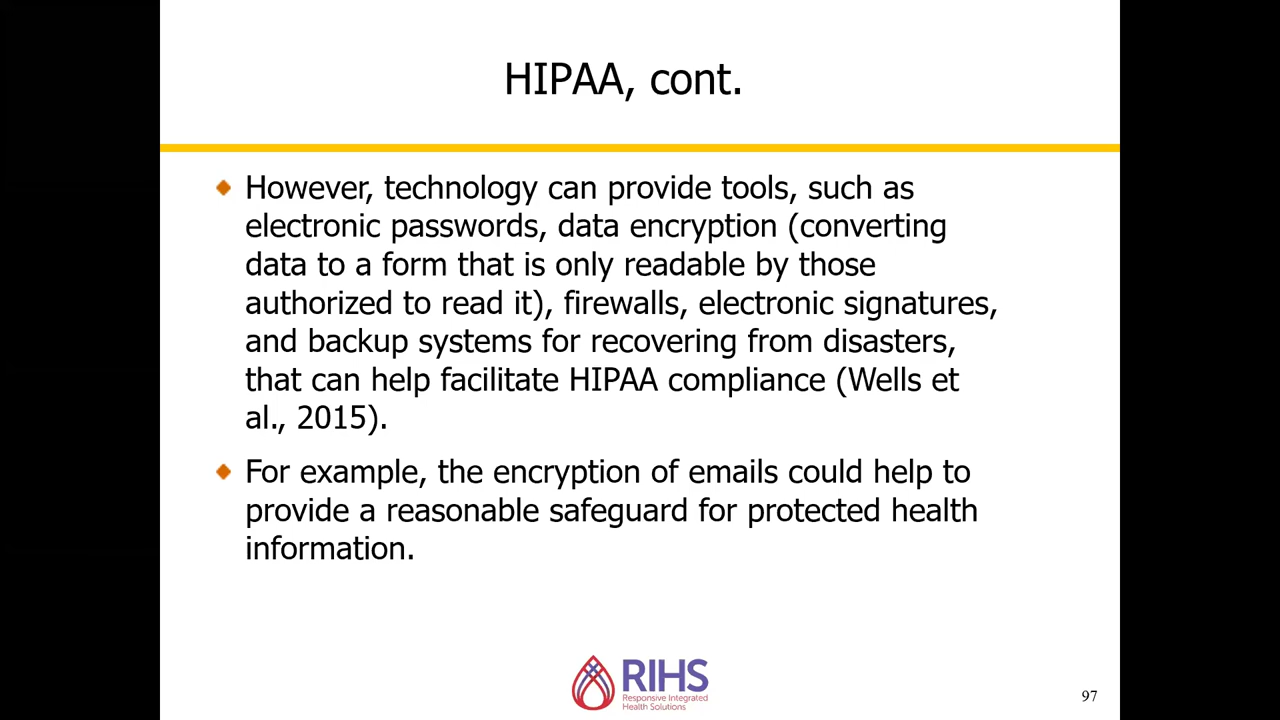 HIPAA, cont.
However, technology can provide tools, such as
electronic passwords, data encryption (converting
data to a form that is only readable by those
authorized to read it), firewalls, electronic signatures,
and backup systems for recovering from disasters,
that can help facilitate HIPAA compliance (Wells et
al., 2015).
For example, the encryption of emails could help to
provide a reasonable safeguard for protected health
information.
RIHS
Responsive Integrated
Health Solutions
97